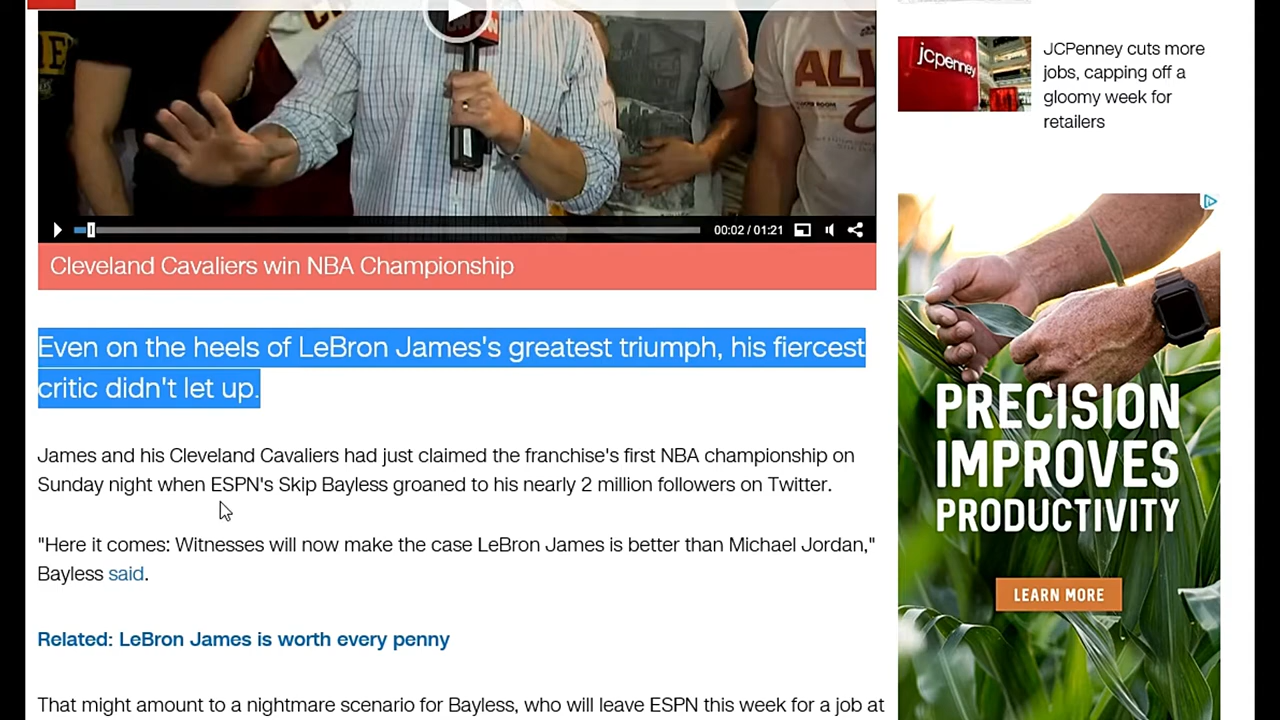 CNN
ALL
jcpenney
JCPenney cuts more
jobs, capping off a
gloomy week for
retailers
00:02 / 01:21
Cleveland Cavaliers win NBA Championship
Even on the heels of LeBron James's greatest triumph, his fiercest
critic didn't let up.
James and his Cleveland Cavaliers had just claimed the franchise's first NBA championship on
Sunday night when ESPN's Skip Bayless groaned to his nearly 2 million followers on Twitter.
"Here it comes: Witnesses will now make the case LeBron James is better than Michael Jordan,"
Bayless said.
Related: LeBron James is worth every penny
That might amount to a nightmare scenario for Bayless, who will leave ESPN this week for a job at
PRECISION
IMPROVES
PRODUCTIVITY
LEARN MORE